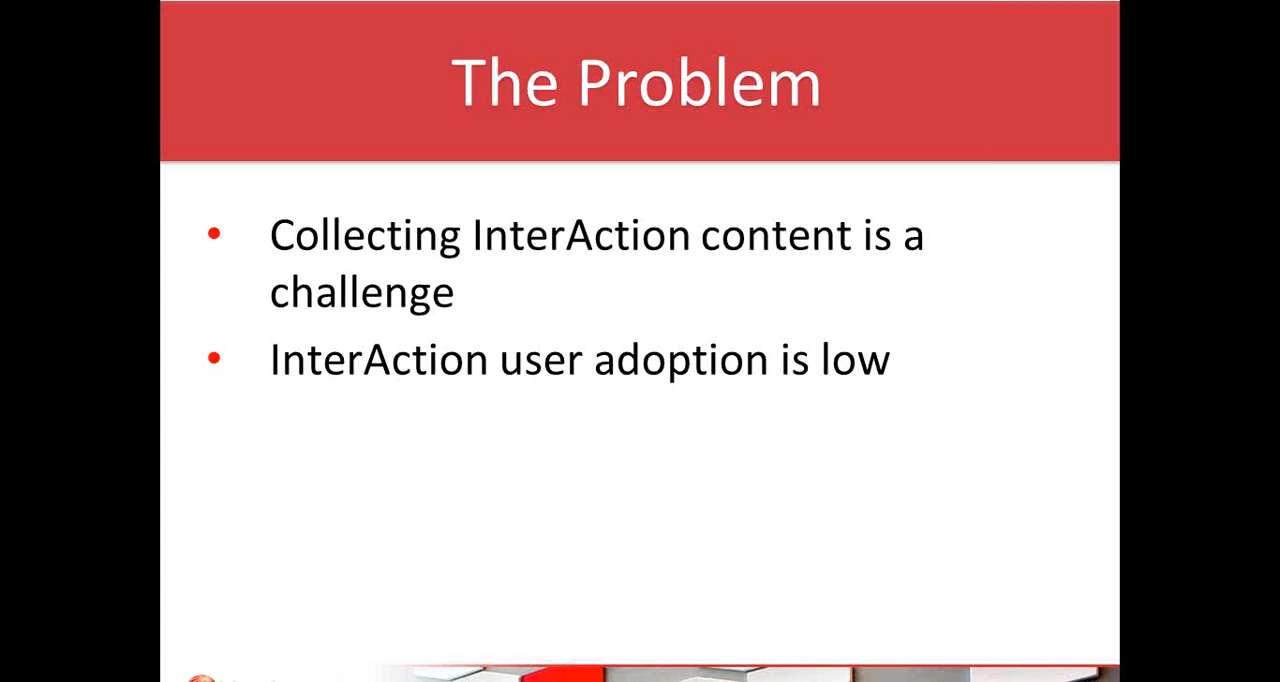 The Problem
• Collecting InterAction content is a
challenge
• InterAction user adoption is low